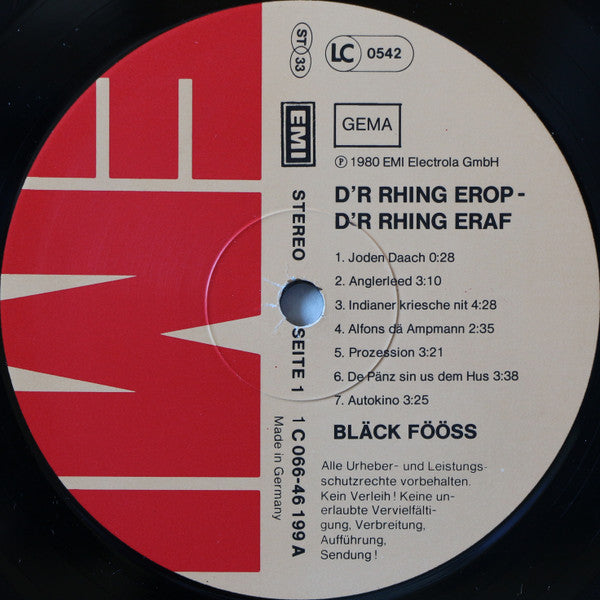 ST
33
LC 0542
EMI
GEMA
℗ 1980 EMI Electrola GmbH
D'R RHING EROP -
D'R RHING ERAF
1. Joden Daach 0:28
2. Anglerleed 3:10
3. Indianer kriesche nit 4:28
4. Alfons dä Ampmann 2:35
5. Prozession 3:21
6. De Pänz sin us dem Hus 3:38
7. Autokino 3:25
BLÄCK FÖÖSS
Alle Urheber- und Leistungs-
schutzrechte vorbehalten.
Kein Verleih! Keine un-
erlaubte Vervielfälti-
gung, Verbreitung,
Aufführung,
Sendung!
STEREO SEITE 1 1 C 066-46 199 A
Made in Germany
EMI